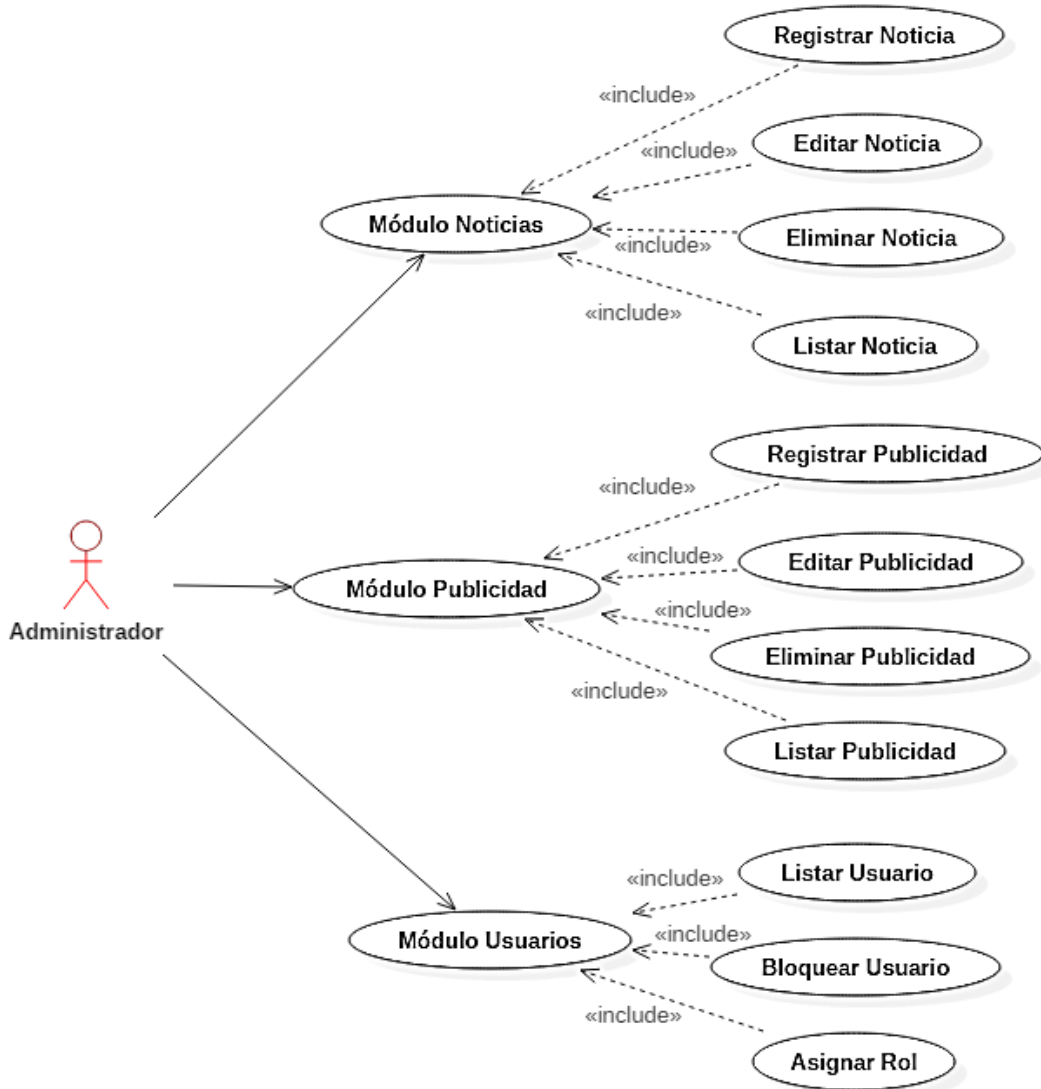 Registrar Noticia
«include»
Editar Noticia
«include»
Módulo Noticias
Eliminar Noticia
«include»
«include»
Listar Noticia
Registrar Publicidad
«include»
Editar Publicidad
«include»
Módulo Publicidad
Administrador
Eliminar Publicidad
«include»
Listar Publicidad
Listar Usuario
«include»
Módulo Usuarios
«include»
Bloquear Usuario
«include»
Asignar Rol